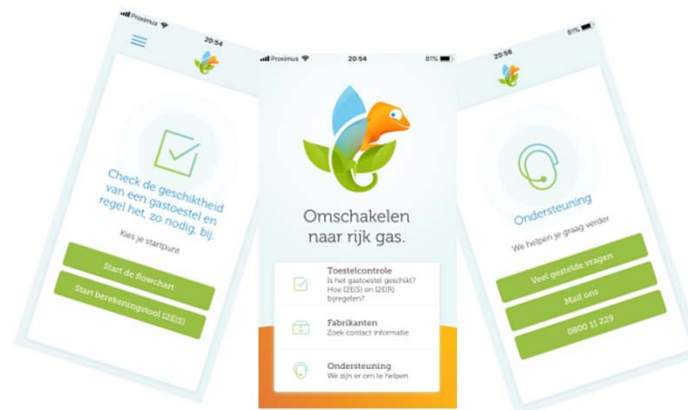 Proximus
20:54
Check de geschiktheid
van een gastoestel en
regel het, zo nodig, bij.
Kies je startpunt
Start de flowchart
Start berekeningstool I2E(S)
Proximus
20:54
81%
Omschakelen
naar rijk gas.
Toestelcontrole
Is het gastoestel geschikt?
Hoe I2E(S) en I2E(R)
bijregelen?
Fabrikanten
Zoek contact informatie
Ondersteuning
We zijn er om te helpen
20:56
81%
Ondersteuning
We helpen je graag verder
Veel gestelde vragen
Mail ons
0800 11 229